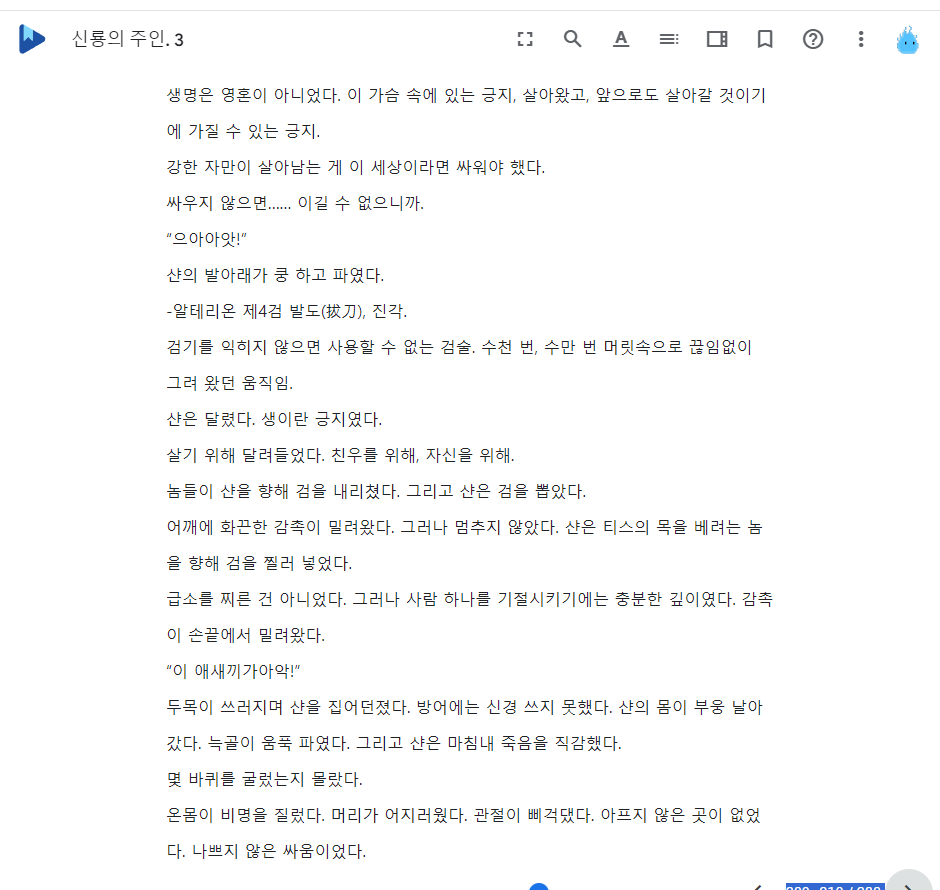 신룡의 주인. 3
생명은 영혼이 아니었다. 이 가슴 속에 있는 긍지, 살아왔고, 앞으로도 살아갈 것이기
에 가질 수 있는 긍지.
강한 자만이 살아남는 게 이 세상이라면 싸워야 했다.
싸우지 않으면...... 이길 수 없으니까.
“으아아앗!”
샨의 발아래가 쿵 하고 파였다.
-알테리온 제4검 발도(拔刀), 진각.
검기를 익히지 않으면 사용할 수 없는 검술. 수천 번, 수만 번 머릿속으로 끊임없이
그려 왔던 움직임.
샨은 달렸다. 생이란 긍지였다.
살기 위해 달려들었다. 친우를 위해, 자신을 위해.
놈들이 샨을 향해 검을 내리쳤다. 그리고 샨은 검을 뽑았다.
어깨에 화끈한 감촉이 밀려왔다. 그러나 멈추지 않았다. 샨은 티스의 목을 베려는 놈
을 향해 검을 찔러 넣었다.
급소를 찌른 건 아니었다. 그러나 사람 하나를 기절시키기에는 충분한 깊이였다. 감촉
이 손끝에서 밀려왔다.
“이 애새끼가아악!”
두목이 쓰러지며 샨을 집어던졌다. 방어에는 신경 쓰지 못했다. 샨의 몸이 부웅 날아
갔다. 늑골이 움푹 파였다. 그리고 샨은 마침내 죽음을 직감했다.
몇 바퀴를 굴렀는지 몰랐다.
온몸이 비명을 질렀다. 머리가 어지러웠다. 관절이 삐걱댔다. 아프지 않은 곳이 없었
다. 나쁘지 않은 싸움이었다.